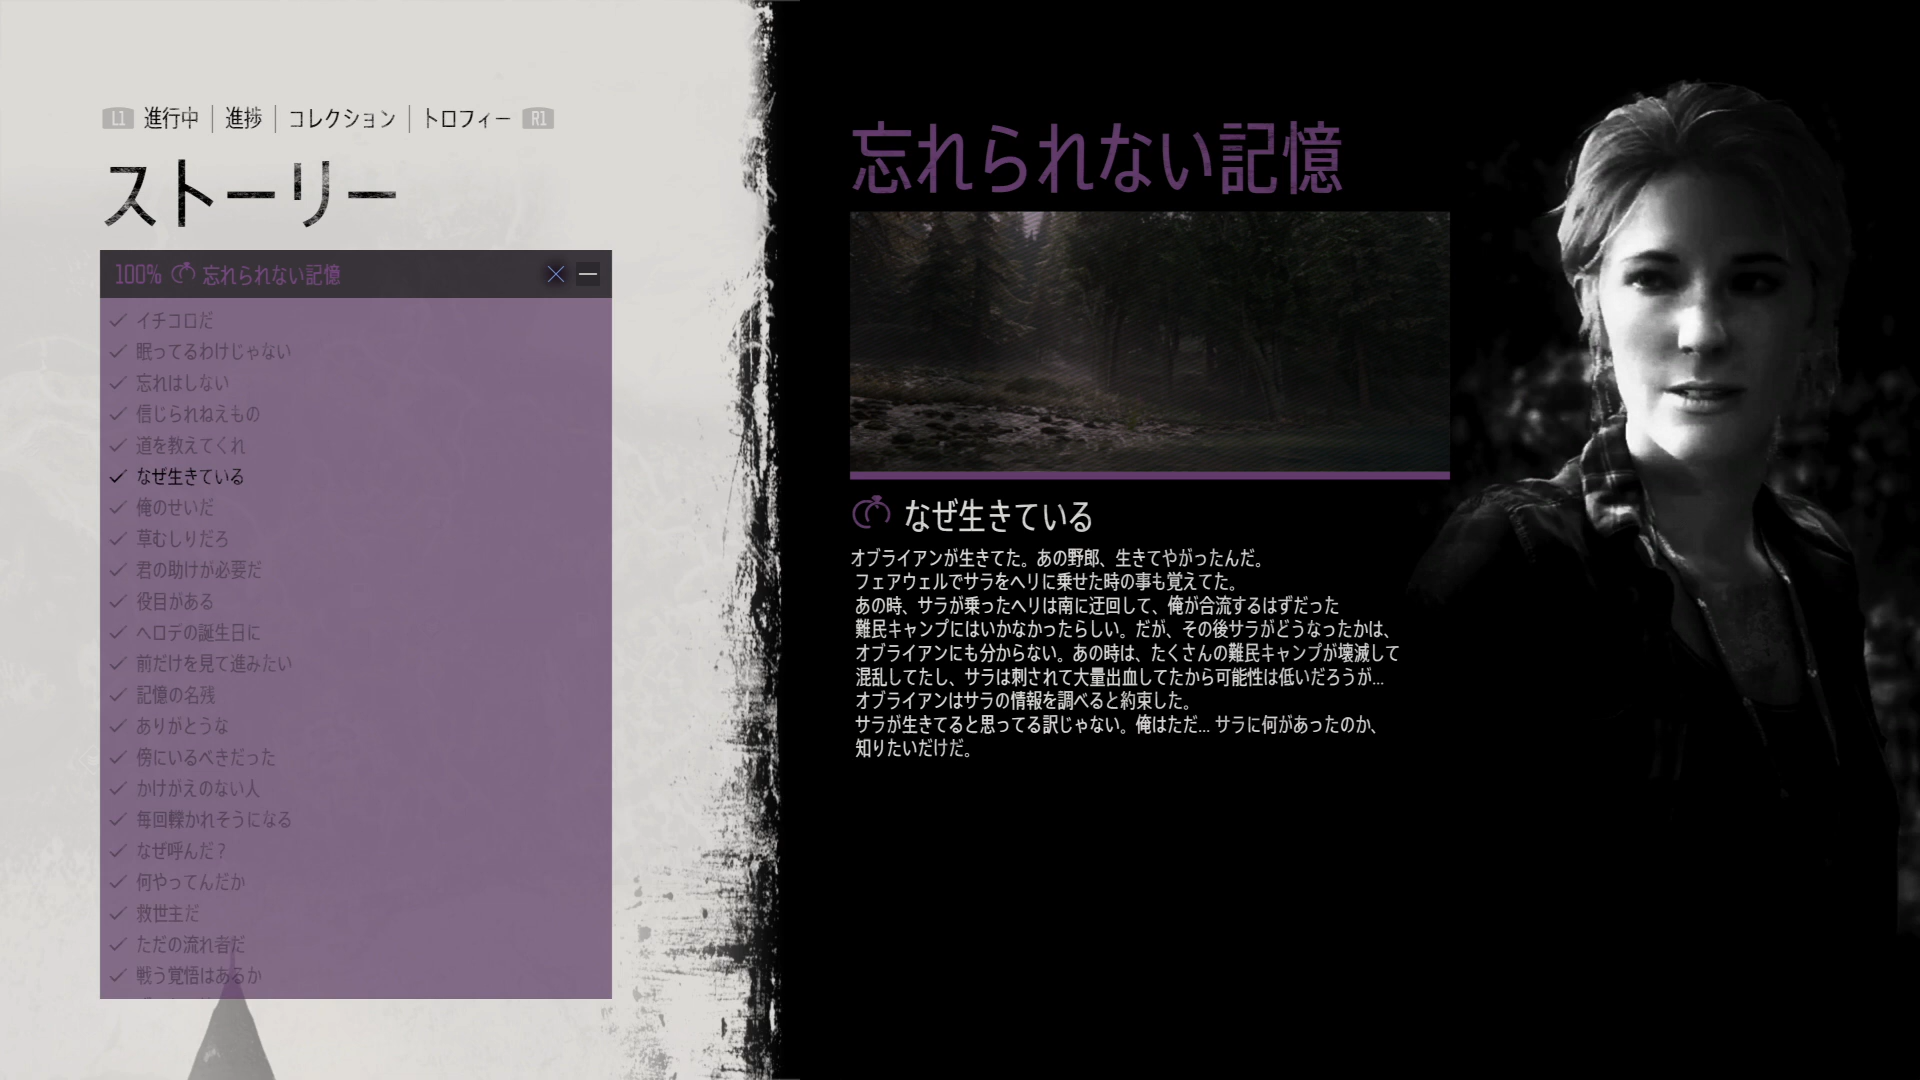 L1 進行中 | 進捗 | コレクション | トロフィー R1
ストーリー
100% 忘れられない記憶
イチコロだ
眠ってるわけじゃない
忘れはしない
信じられねえもの
道を教えてくれ
なぜ生きている
俺のせいだ
草むしりだろ
君の助けが必要だ
役目がある
ヘロデの誕生日に
前だけを見て進みたい
記憶の名残
ありがとうな
傍にいるべきだった
かけがえのない人
毎回轢かれそうになる
なぜ呼んだ？
何やってんだか
救世主だ
ただの流れ者だ
戦う覚悟はあるか
忘れられない記憶
なぜ生きている
オブライアンが生きてた。あの野郎、生きてやがったんだ。
フェアウェルでサラをヘリに乗せた時の事も覚えてた。
あの時、サラが乗ったヘリは南に迂回して、俺が合流するはずだった
難民キャンプにはいかなかったらしい。だが、その後サラがどうなったかは、
オブライアンにも分からない。あの時は、たくさんの難民キャンプが壊滅して
混乱してたし、サラは刺されて大量出血してたから可能性は低いだろうが...
オブライアンはサラの情報を調べると約束した。
サラが生きてると思ってる訳じゃない。俺はただ... サラに何があったのか、
知りたいだけだ。